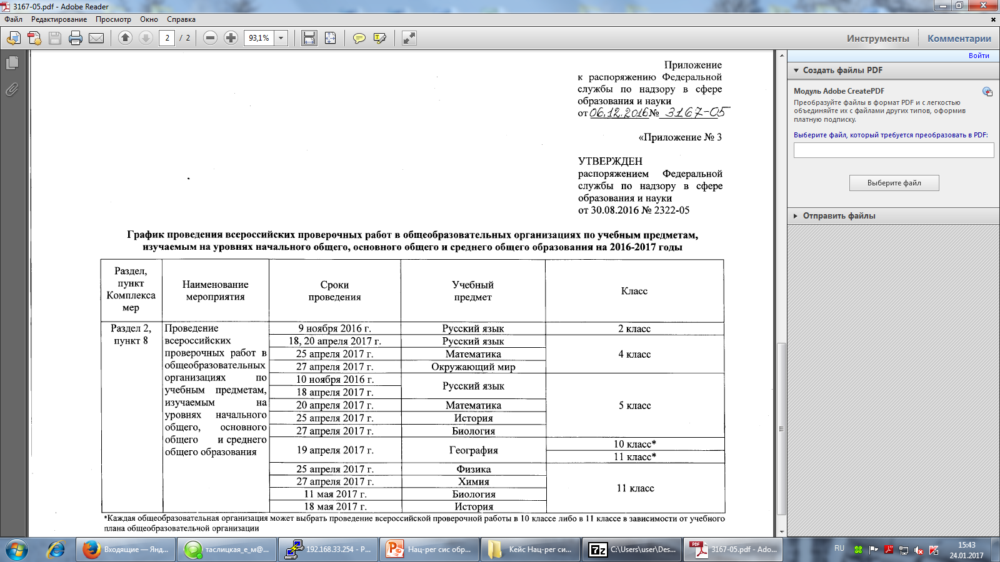 3167-05.pdf - Adobe Reader
Файл Редактирование Просмотр Окно Справка
2 / 2 93,1% Инструменты Комментарии
Войти
Создать файлы PDF
Модуль Adobe CreatePDF
Преобразуйте файлы в формат PDF и с легкостью
объединяйте их с файлами других типов, оформив
платную подписку.
Выберите файл, который требуется преобразовать в PDF:
Выберите файл
Отправить файлы
Приложение
к распоряжению Федеральной
службы по надзору в сфере
образования и науки
от 06.12.2016 № 3167-05
«Приложение № 3
УТВЕРЖДЕН
распоряжением Федеральной
службы по надзору в сфере
образования и науки
от 30.08.2016 № 2322-05
График проведения всероссийских проверочных работ в общеобразовательных организациях по учебным предметам,
изучаемым на уровнях начального общего, основного общего и среднего общего образования на 2016-2017 годы
Раздел,
пункт
Комплекса
мер
Наименование
мероприятия
Сроки
проведения
Учебный
предмет
Класс
Раздел 2,
пункт 8
Проведение
всероссийских
проверочных работ в
общеобразовательных
организациях по
учебным предметам,
изучаемым на
уровнях начального
общего, основного
общего и среднего
общего образования
9 ноября 2016 г. Русский язык 2 класс
18, 20 апреля 2017 г. Русский язык
25 апреля 2017 г. Математика 4 класс
27 апреля 2017 г. Окружающий мир
10 ноября 2016 г.
Русский язык
18 апреля 2017 г.
20 апреля 2017 г. Математика 5 класс
25 апреля 2017 г. История
27 апреля 2017 г. Биология
10 класс*
19 апреля 2017 г. География
11 класс*
25 апреля 2017 г. Физика
27 апреля 2017 г. Химия
11 класс
11 мая 2017 г. Биология
18 мая 2017 г. История
*Каждая общеобразовательная организация может выбрать проведение всероссийской проверочной работы в 10 классе либо в 11 классе в зависимости от учебного
плана общеобразовательной организации
Входящие — Янд...
таслицкая_е_м@...
192.168.33.254 - P...
Нац-рег сис обр...
Кейс Нац-рег си...
7z C:\Users\user\Des...
3167-05.pdf - Ado...
RU
15:43
24.01.2017